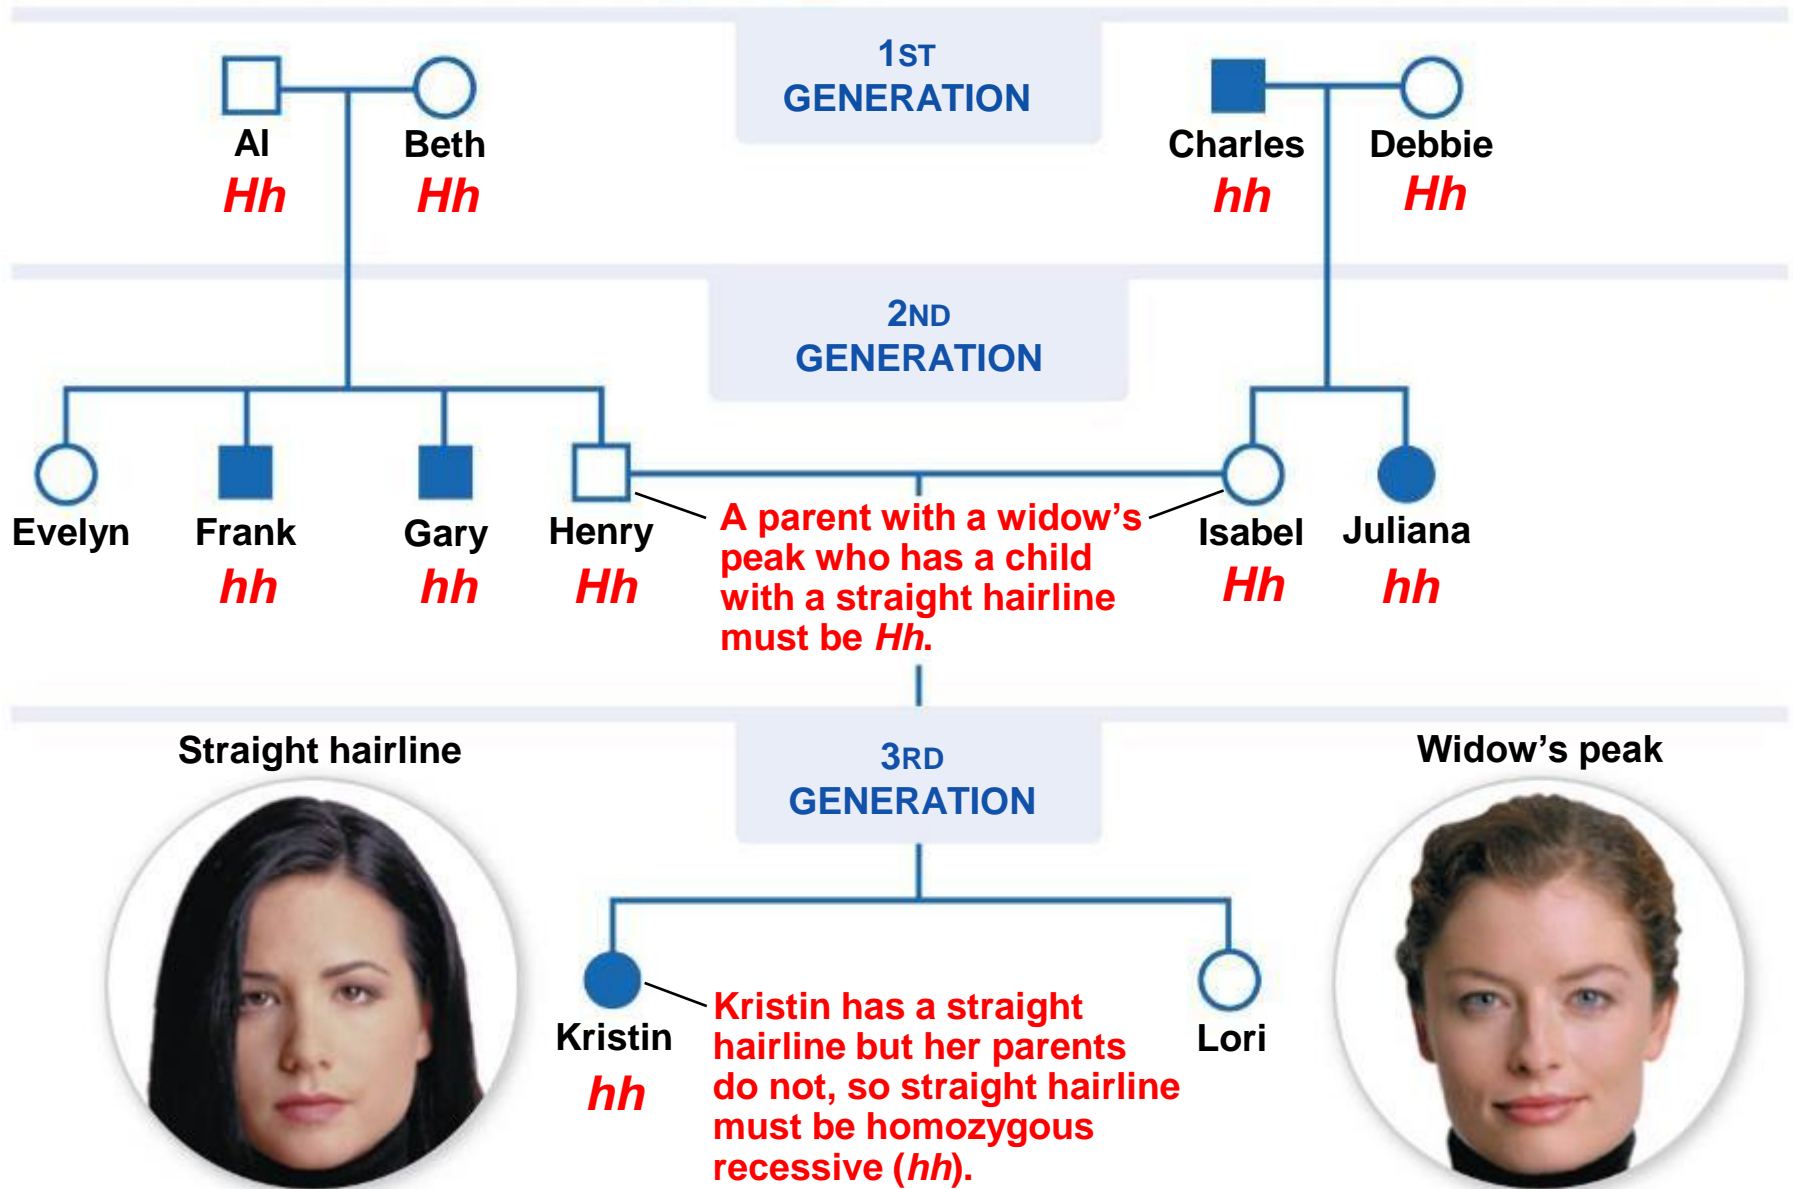 1ST
GENERATION
Al
Beth
Charles
Debbie
Hh
Hh
hh
Hh
2ND
GENERATION
Evelyn
Frank
Gary
Henry
Isabel
Juliana
hh
hh
Hh
Hh
hh
A parent with a widow’s
peak who has a child
with a straight hairline
must be Hh.
Straight hairline
3RD
GENERATION
Widow’s peak
Kristin
hh
Kristin has a straight
hairline but her parents
do not, so straight hairline
must be homozygous
recessive (hh).
Lori